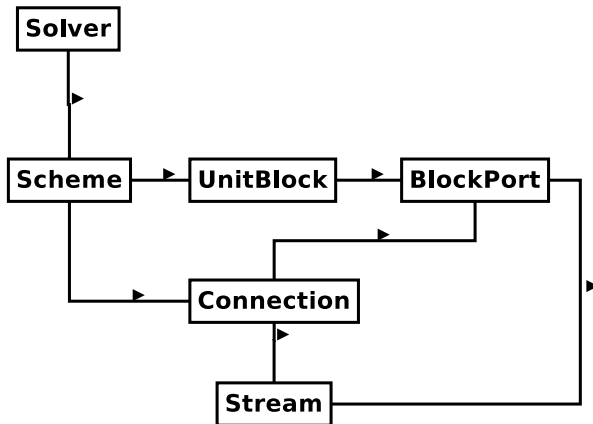 Solver
Scheme
UnitBlock
BlockPort
Connection
Stream